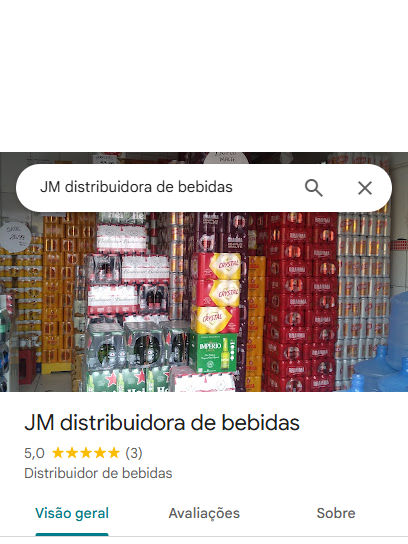 JM distribuidora de bebidas
CRYSTAL
CRYSTAL
CRYSTAL
IMPÉRIO
JM distribuidora de bebidas
5,0 ★★★★★ (3)
Distribuidor de bebidas
Visão geral
Avaliações
Sobre